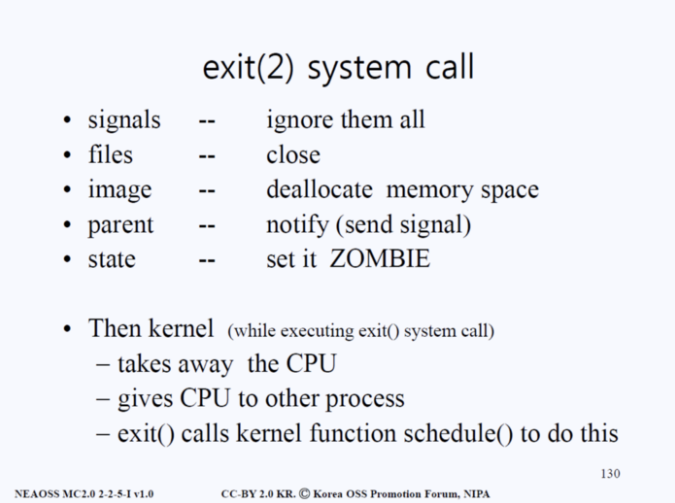 exit(2) system call
• signals -- ignore them all
• files -- close
• image -- deallocate memory space
• parent -- notify (send signal)
• state -- set it ZOMBIE
• Then kernel (while executing exit() system call)
– takes away the CPU
– gives CPU to other process
– exit() calls kernel function schedule() to do this
130
NEAOSS MC2.0 2-2-5-I v1.0 CC-BY 2.0 KR. Ⓒ Korea OSS Promotion Forum, NIPA